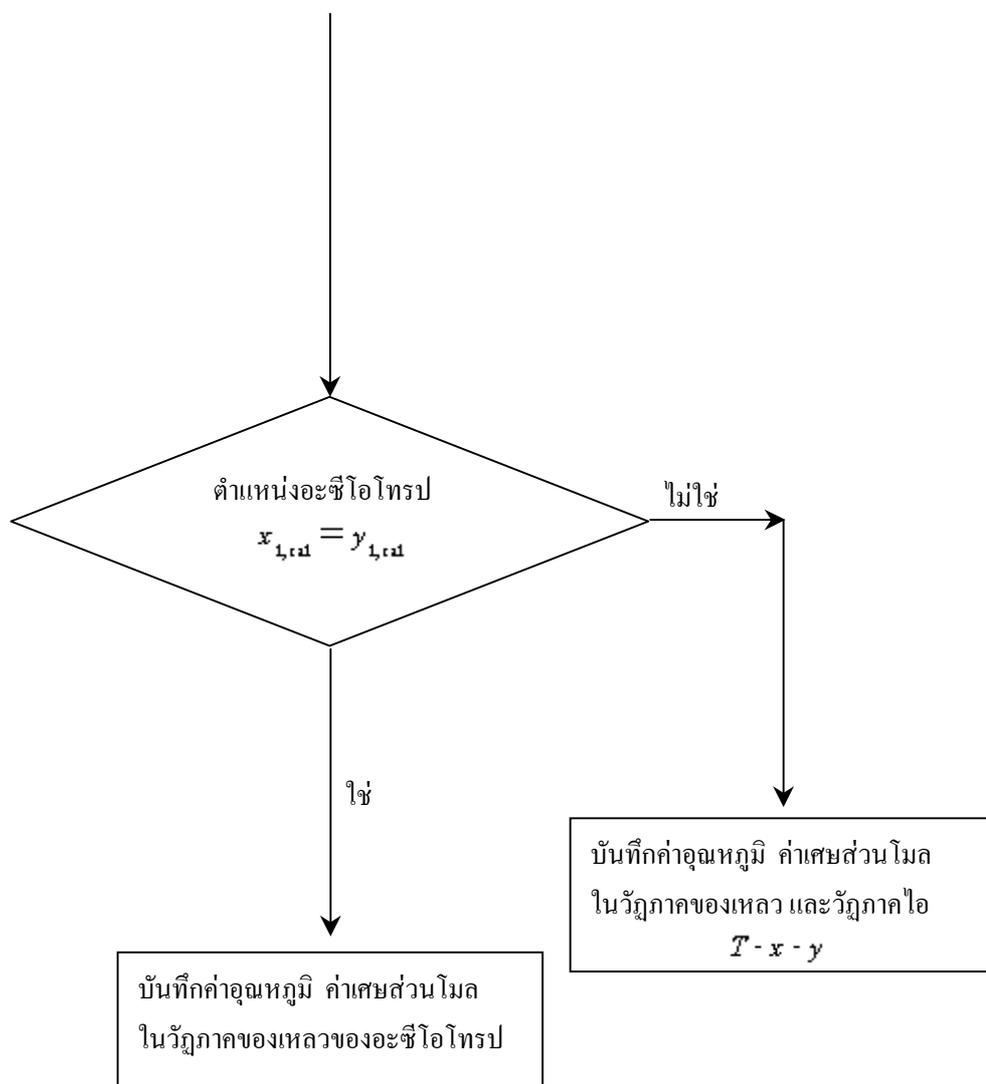 ตำแหน่งอะซีโอโทรป
x₁,cal = y₁,cal
ไม่ใช่
ใช่
บันทึกค่าอุณหภูมิ ค่าเศษส่วนโมล
ในวัฏภาคของเหลว และวัฏภาคไอ
T - x - y
บันทึกค่าอุณหภูมิ ค่าเศษส่วนโมล
ในวัฏภาคของเหลวของอะซีโอโทรป